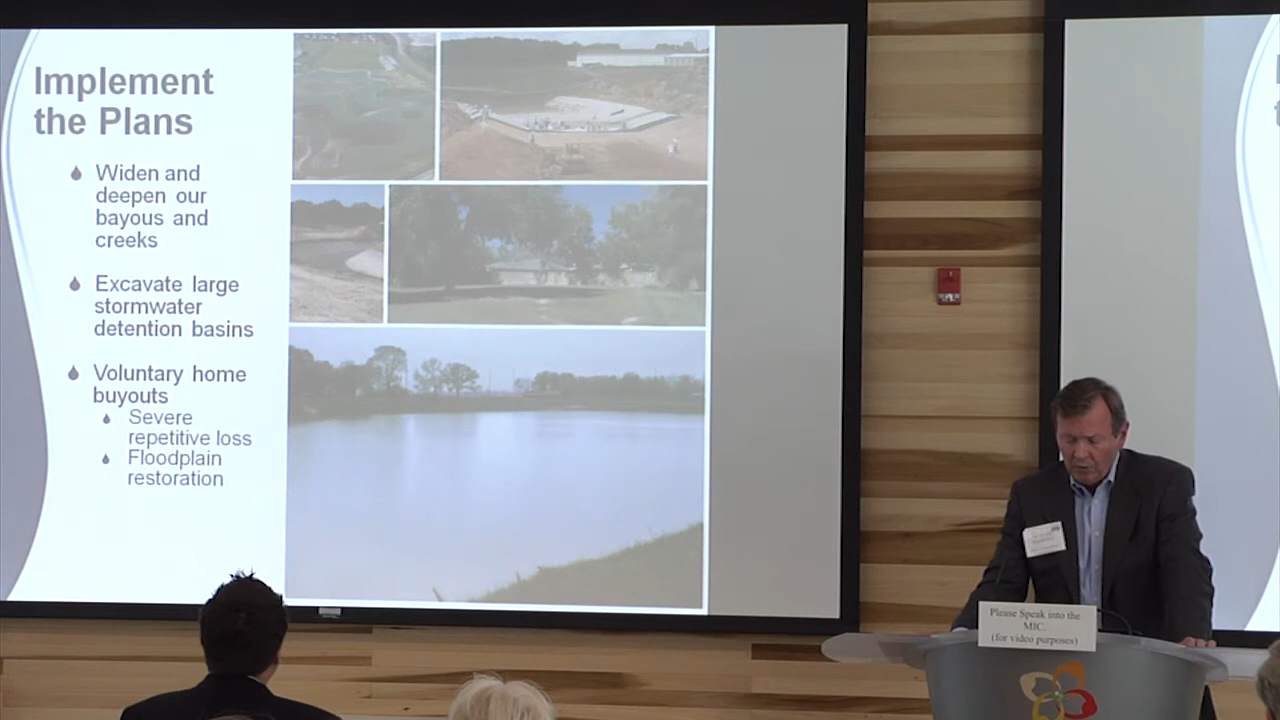 Implement
the Plans
Widen and
deepen our
bayous and
creeks
Excavate large
stormwater
detention basins
Voluntary home
buyouts
Severe
repetitive loss
Floodplain
restoration
Please Speak into the
MIC.
(for video purposes)